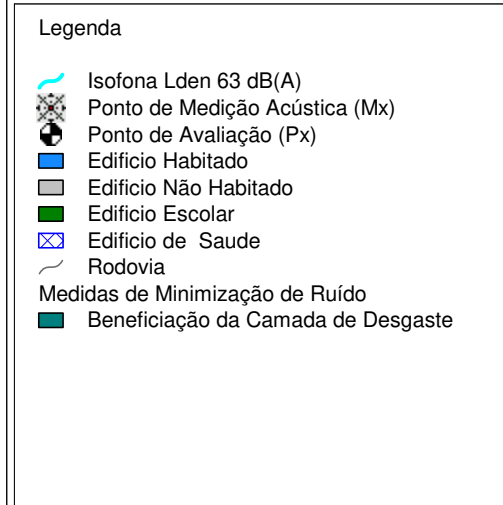 Legenda
Isofona Lden 63 dB(A)
Ponto de Medição Acústica (Mx)
Ponto de Avaliação (Px)
Edificio Habitado
Edificio Não Habitado
Edificio Escolar
Edificio de Saude
Rodovia
Medidas de Minimização de Ruído
Beneficiação da Camada de Desgaste